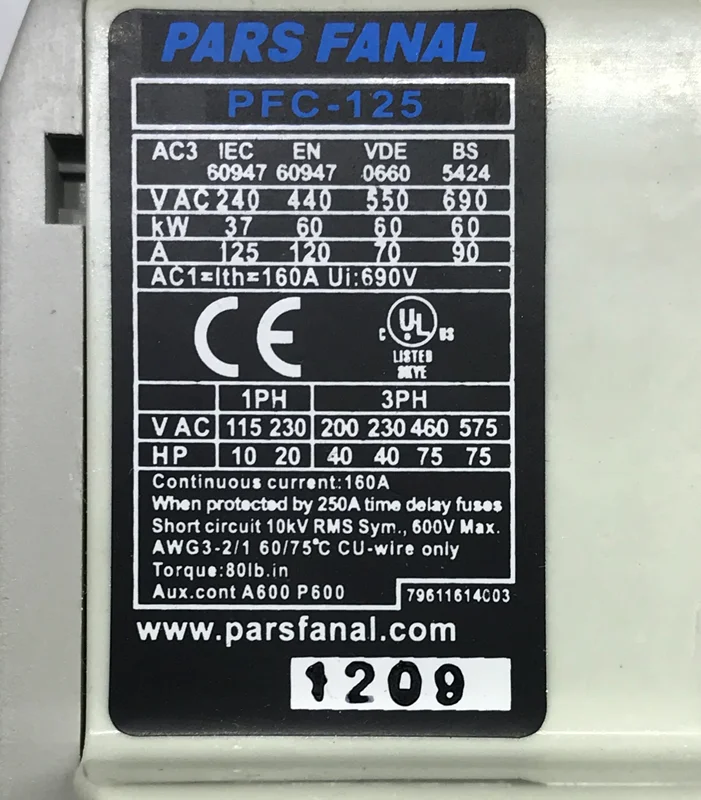 PARS FANAL
PFC-125
AC3 IEC EN VDE BS
60947 60947 0660 5424
VAC 240 440 550 690
kW 37 60 60 60
A 125 120 70 90
AC1=Ith=160A Ui:690V
CE
C UL US
LISTED
9KYE
1PH 3PH
VAC 115 230 200 230 460 575
HP 10 20 40 40 75 75
Continuous current:160A
When protected by 250A time delay fuses
Short circuit 10kV RMS Sym., 600V Max.
AWG3-2/1 60/75°C CU-wire only
Torque:80lb.in
Aux.cont A600 P600
79611614003
www.parsfanal.com
1209